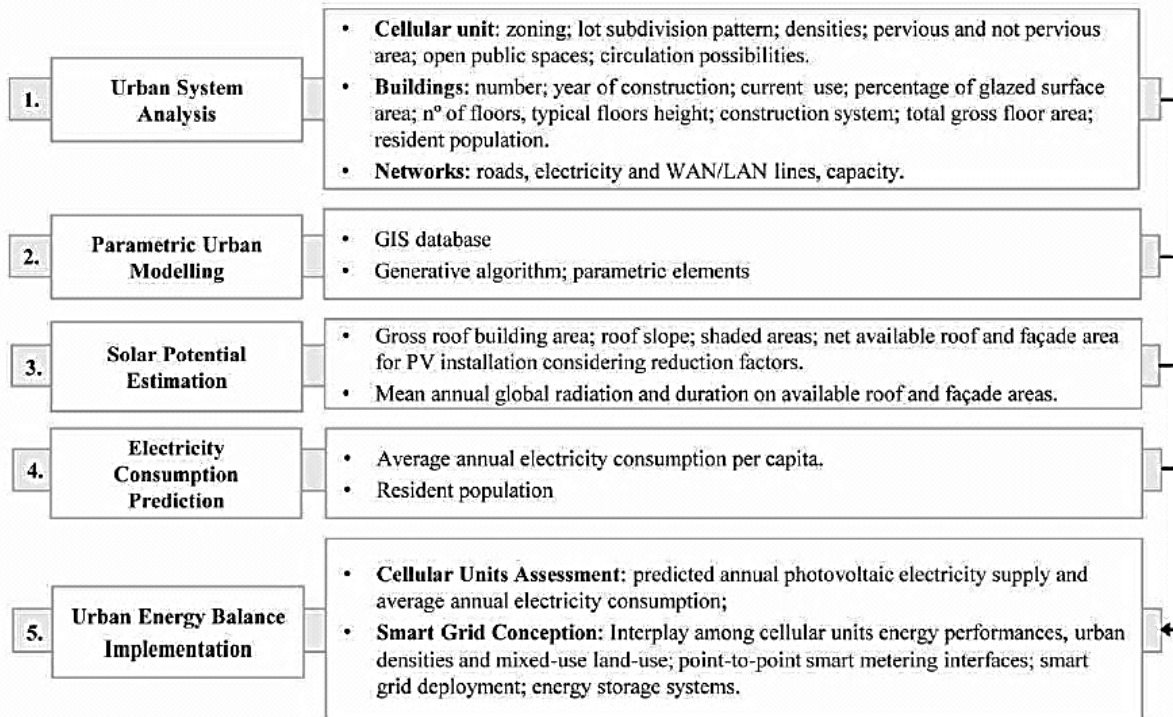 1.
Urban System
Analysis
• Cellular unit: zoning; lot subdivision pattern; densities; pervious and not pervious
area; open public spaces; circulation possibilities.
• Buildings: number; year of construction; current use; percentage of glazed surface
area; nº of floors, typical floors height; construction system; total gross floor area;
resident population.
• Networks: roads, electricity and WAN/LAN lines, capacity.
2.
Parametric Urban
Modelling
• GIS database
• Generative algorithm; parametric elements
3.
Solar Potential
Estimation
• Gross roof building area; roof slope; shaded areas; net available roof and façade area
for PV installation considering reduction factors.
• Mean annual global radiation and duration on available roof and façade areas.
4.
Electricity
Consumption
Prediction
• Average annual electricity consumption per capita.
• Resident population
5.
Urban Energy Balance
Implementation
• Cellular Units Assessment: predicted annual photovoltaic electricity supply and
average annual electricity consumption;
• Smart Grid Conception: Interplay among cellular units energy performances, urban
densities and mixed-use land-use; point-to-point smart metering interfaces; smart
grid deployment; energy storage systems.